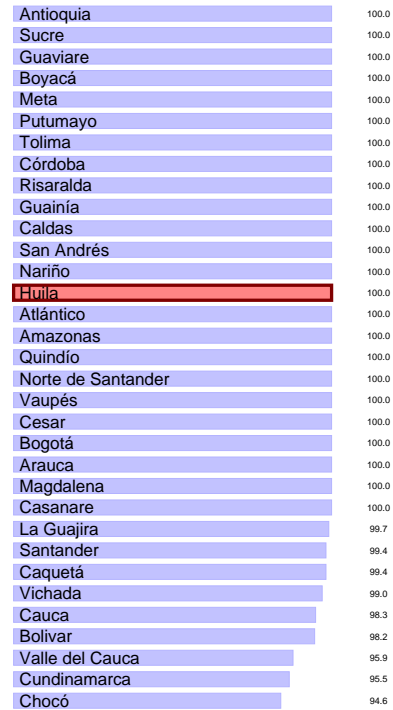 Antioquia 100.0
Sucre 100.0
Guaviare 100.0
Boyacá 100.0
Meta 100.0
Putumayo 100.0
Tolima 100.0
Córdoba 100.0
Risaralda 100.0
Guainía 100.0
Caldas 100.0
San Andrés 100.0
Nariño 100.0
Huila 100.0
Atlántico 100.0
Amazonas 100.0
Quindío 100.0
Norte de Santander 100.0
Vaupés 100.0
Cesar 100.0
Bogotá 100.0
Arauca 100.0
Magdalena 100.0
Casanare 100.0
La Guajira 99.7
Santander 99.4
Caquetá 99.4
Vichada 99.0
Cauca 98.3
Bolivar 98.2
Valle del Cauca 95.9
Cundinamarca 95.5
Chocó 94.6